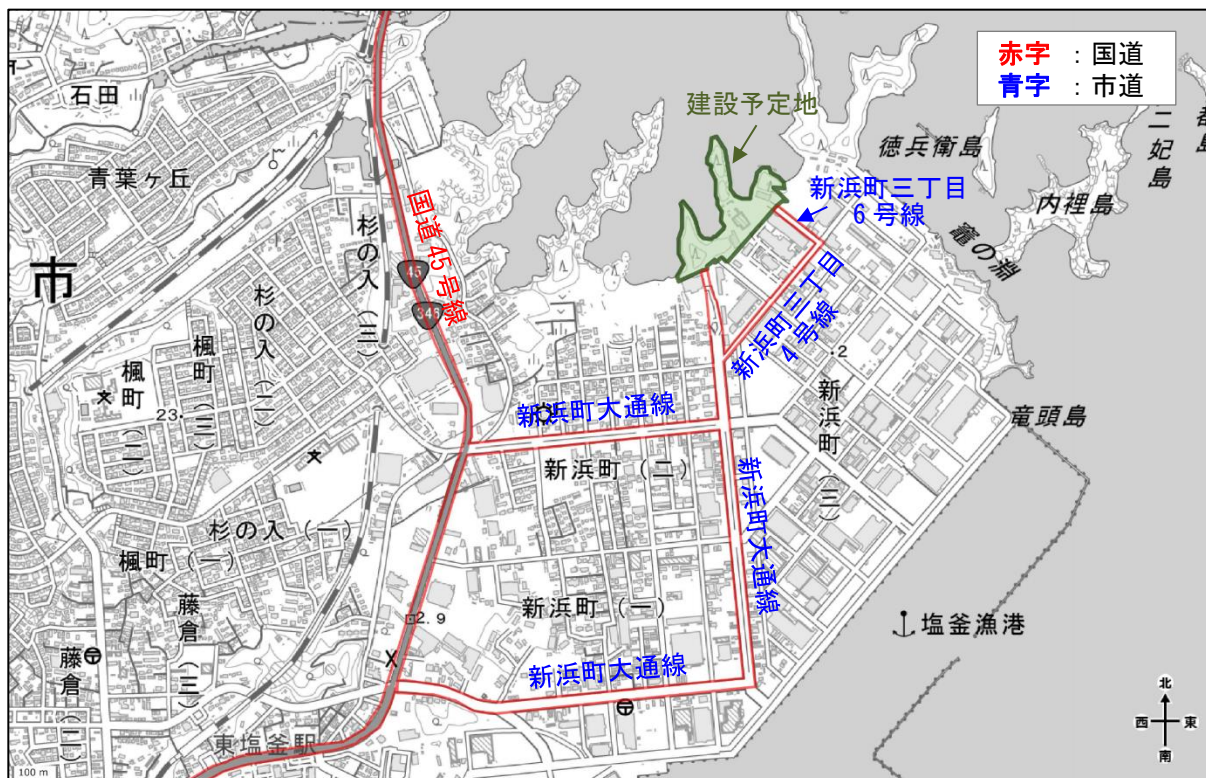 赤字 ：国道
青字 ：市道
石田
建設予定地
徳兵衛島
二妃島
青葉ヶ丘
新浜町三丁目
６号線
内裡島
竈の淵
杉の入（三）
国道45号線
45
市
杉の入（二）
新浜町三丁目
４号線
2
楓町（三）
楓町（二）
23
新浜町大通線
新浜町（三）
竜頭島
新浜町（二）
新浜町大通線
杉の入（一）
楓町（一）
新浜町（一）
2.9
藤倉（三）
塩釜漁港
藤倉（二）
新浜町大通線
東塩釜駅
北
西
東
南
100 m